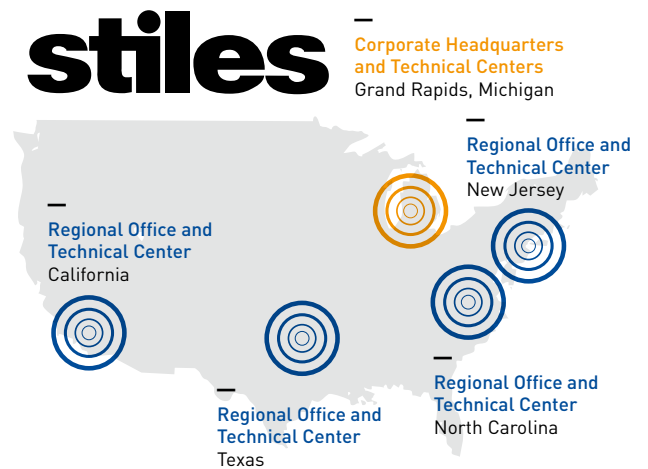 stiles
Corporate Headquarters
and Technical Centers
Grand Rapids, Michigan
Regional Office and
Technical Center
New Jersey
Regional Office and
Technical Center
California
Regional Office and
Technical Center
North Carolina
Regional Office and
Technical Center
Texas